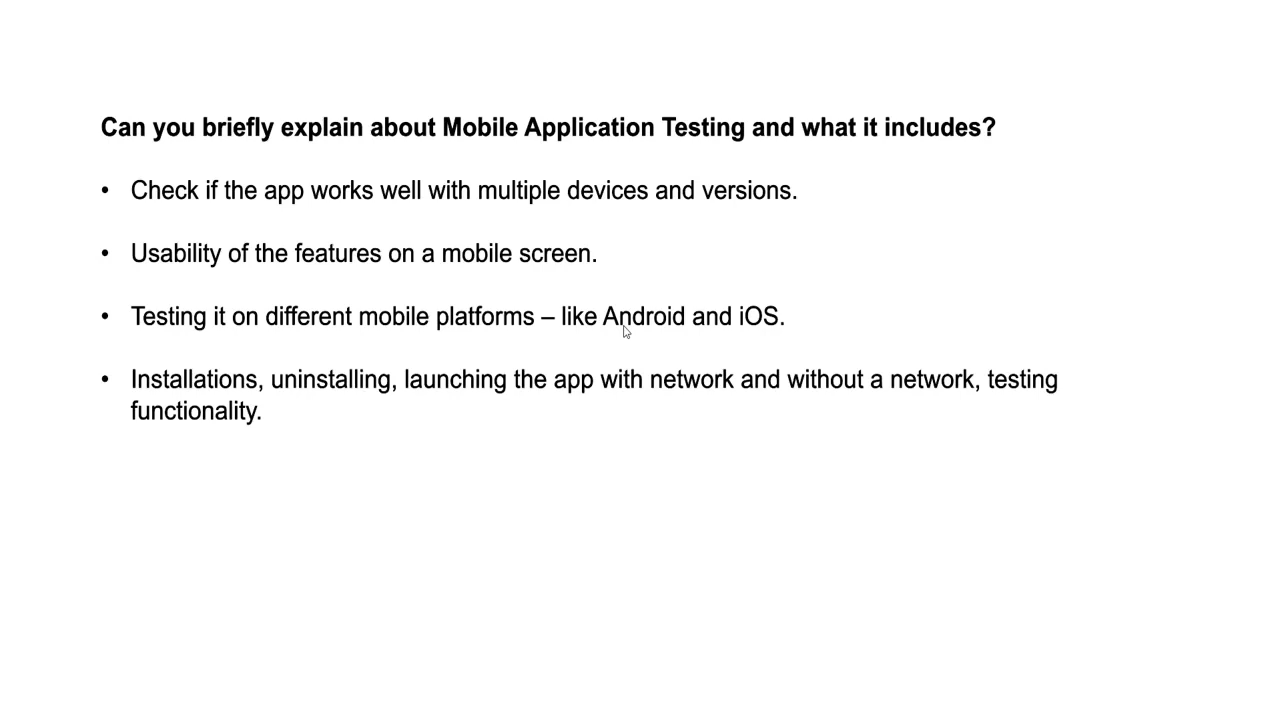 Can you briefly explain about Mobile Application Testing and what it includes?
• Check if the app works well with multiple devices and versions.
• Usability of the features on a mobile screen.
• Testing it on different mobile platforms – like Android and iOS.
• Installations, uninstalling, launching the app with network and without a network, testing
functionality.